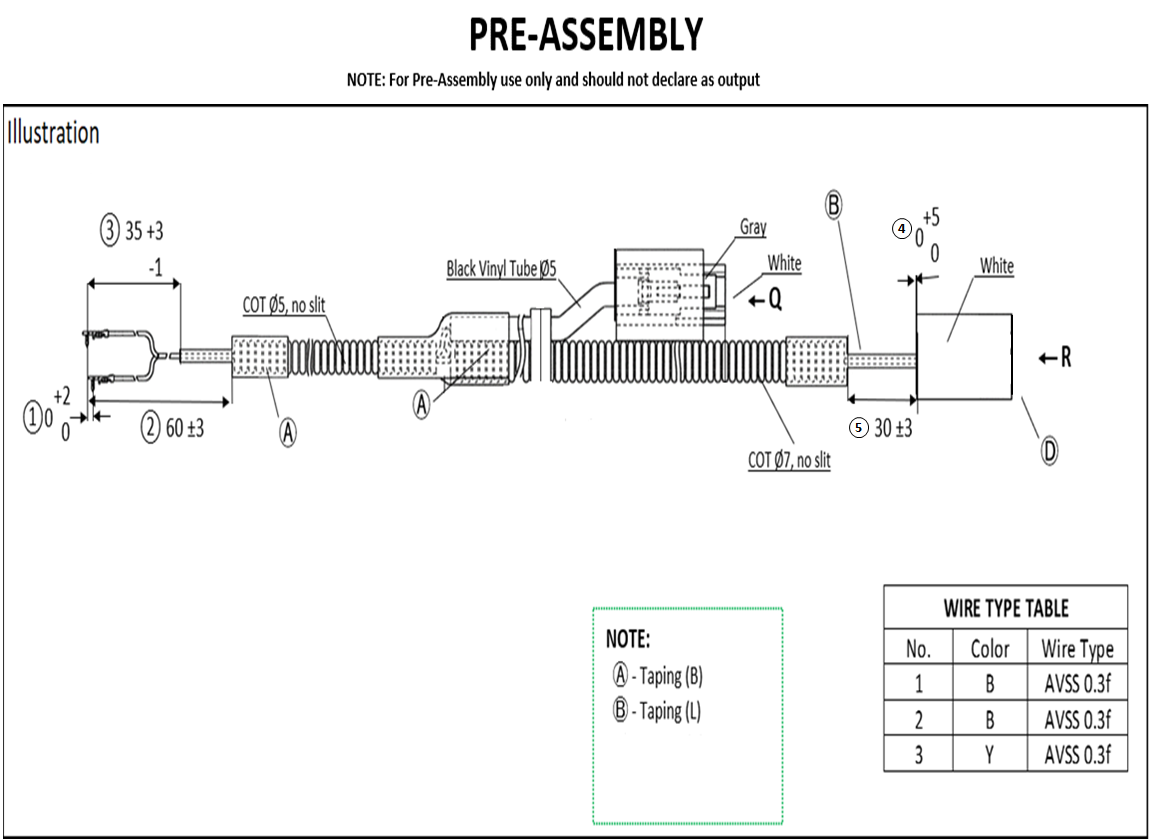 PRE-ASSEMBLY
NOTE: For Pre-Assembly use only and should not declare as output
Illustration
③ 35 +3
-1
COT Ø5, no slit
Black Vinyl Tube Ø5
Gray
White
←Q
B
④ 0 +5
0
White
←R
① 0 +2
0
② 60 ±3
A
A
⑤ 30 ±3
D
COT Ø7, no slit
NOTE:
Ⓐ - Taping (B)
Ⓑ - Taping (L)
WIRE TYPE TABLE
No. Color Wire Type
1 B AVSS 0.3f
2 B AVSS 0.3f
3 Y AVSS 0.3f